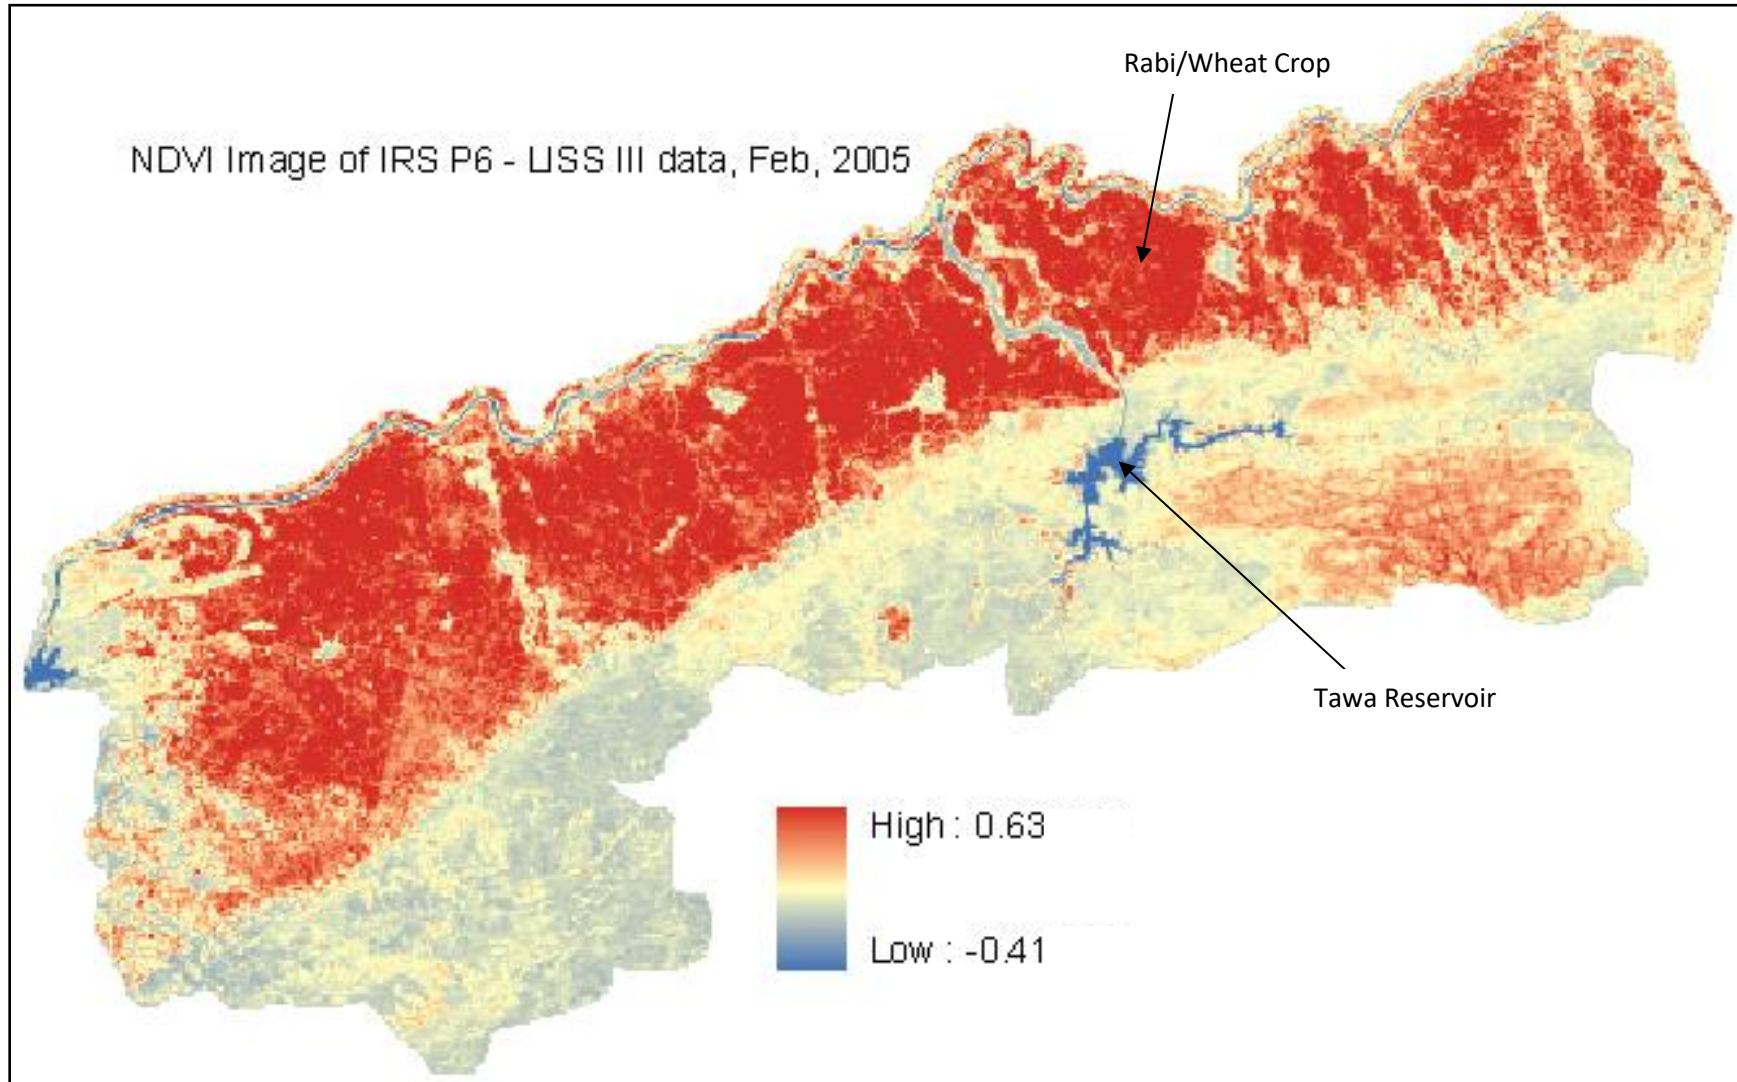 Rabi/Wheat Crop
NDVI Image of IRS P6 - LISS III data, Feb, 2005
Tawa Reservoir
High : 0.63
Low : -0.41